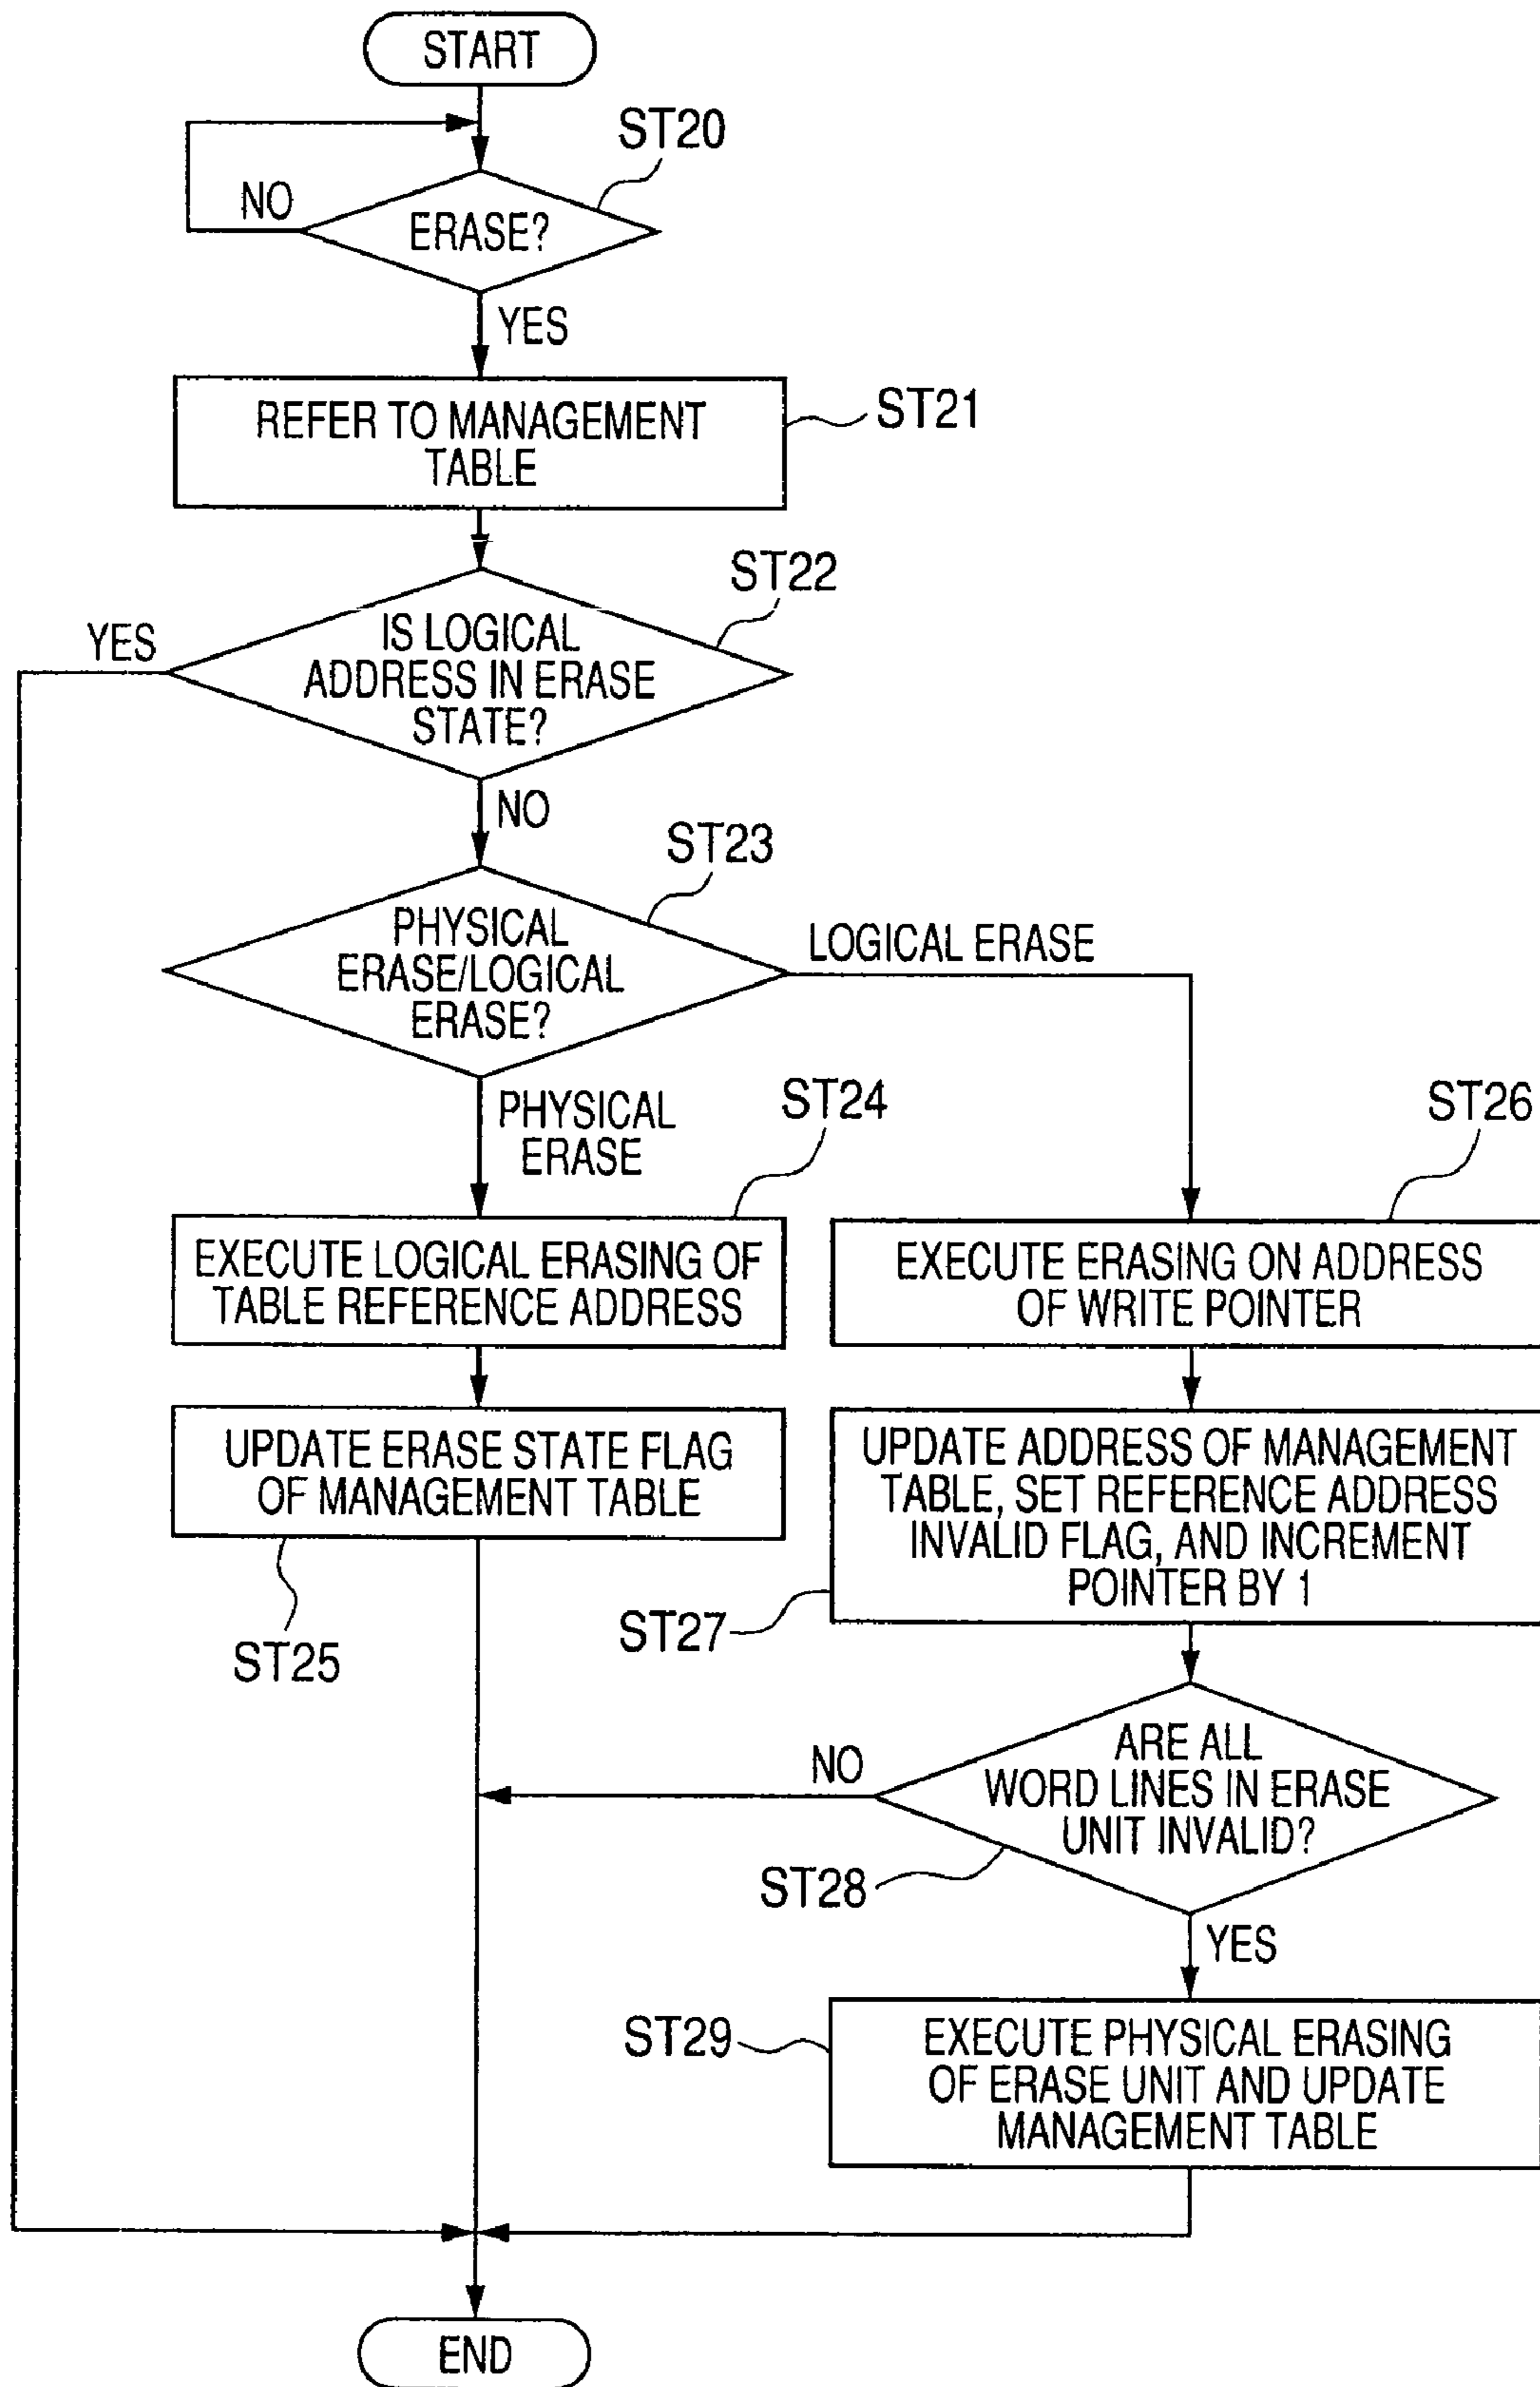 START
ST20
NO
ERASE?
YES
REFER TO MANAGEMENT
TABLE
ST21
ST22
YES
IS LOGICAL
ADDRESS IN ERASE
STATE?
NO
ST23
PHYSICAL
ERASE/LOGICAL
ERASE?
LOGICAL ERASE
PHYSICAL
ERASE
ST24
ST26
EXECUTE LOGICAL ERASING OF
TABLE REFERENCE ADDRESS
EXECUTE ERASING ON ADDRESS
OF WRITE POINTER
UPDATE ERASE STATE FLAG
OF MANAGEMENT TABLE
ST25
UPDATE ADDRESS OF MANAGEMENT
TABLE, SET REFERENCE ADDRESS
INVALID FLAG, AND INCREMENT
POINTER BY 1
ST27
NO
ARE ALL
WORD LINES IN ERASE
UNIT INVALID?
ST28
YES
ST29
EXECUTE PHYSICAL ERASING
OF ERASE UNIT AND UPDATE
MANAGEMENT TABLE
END